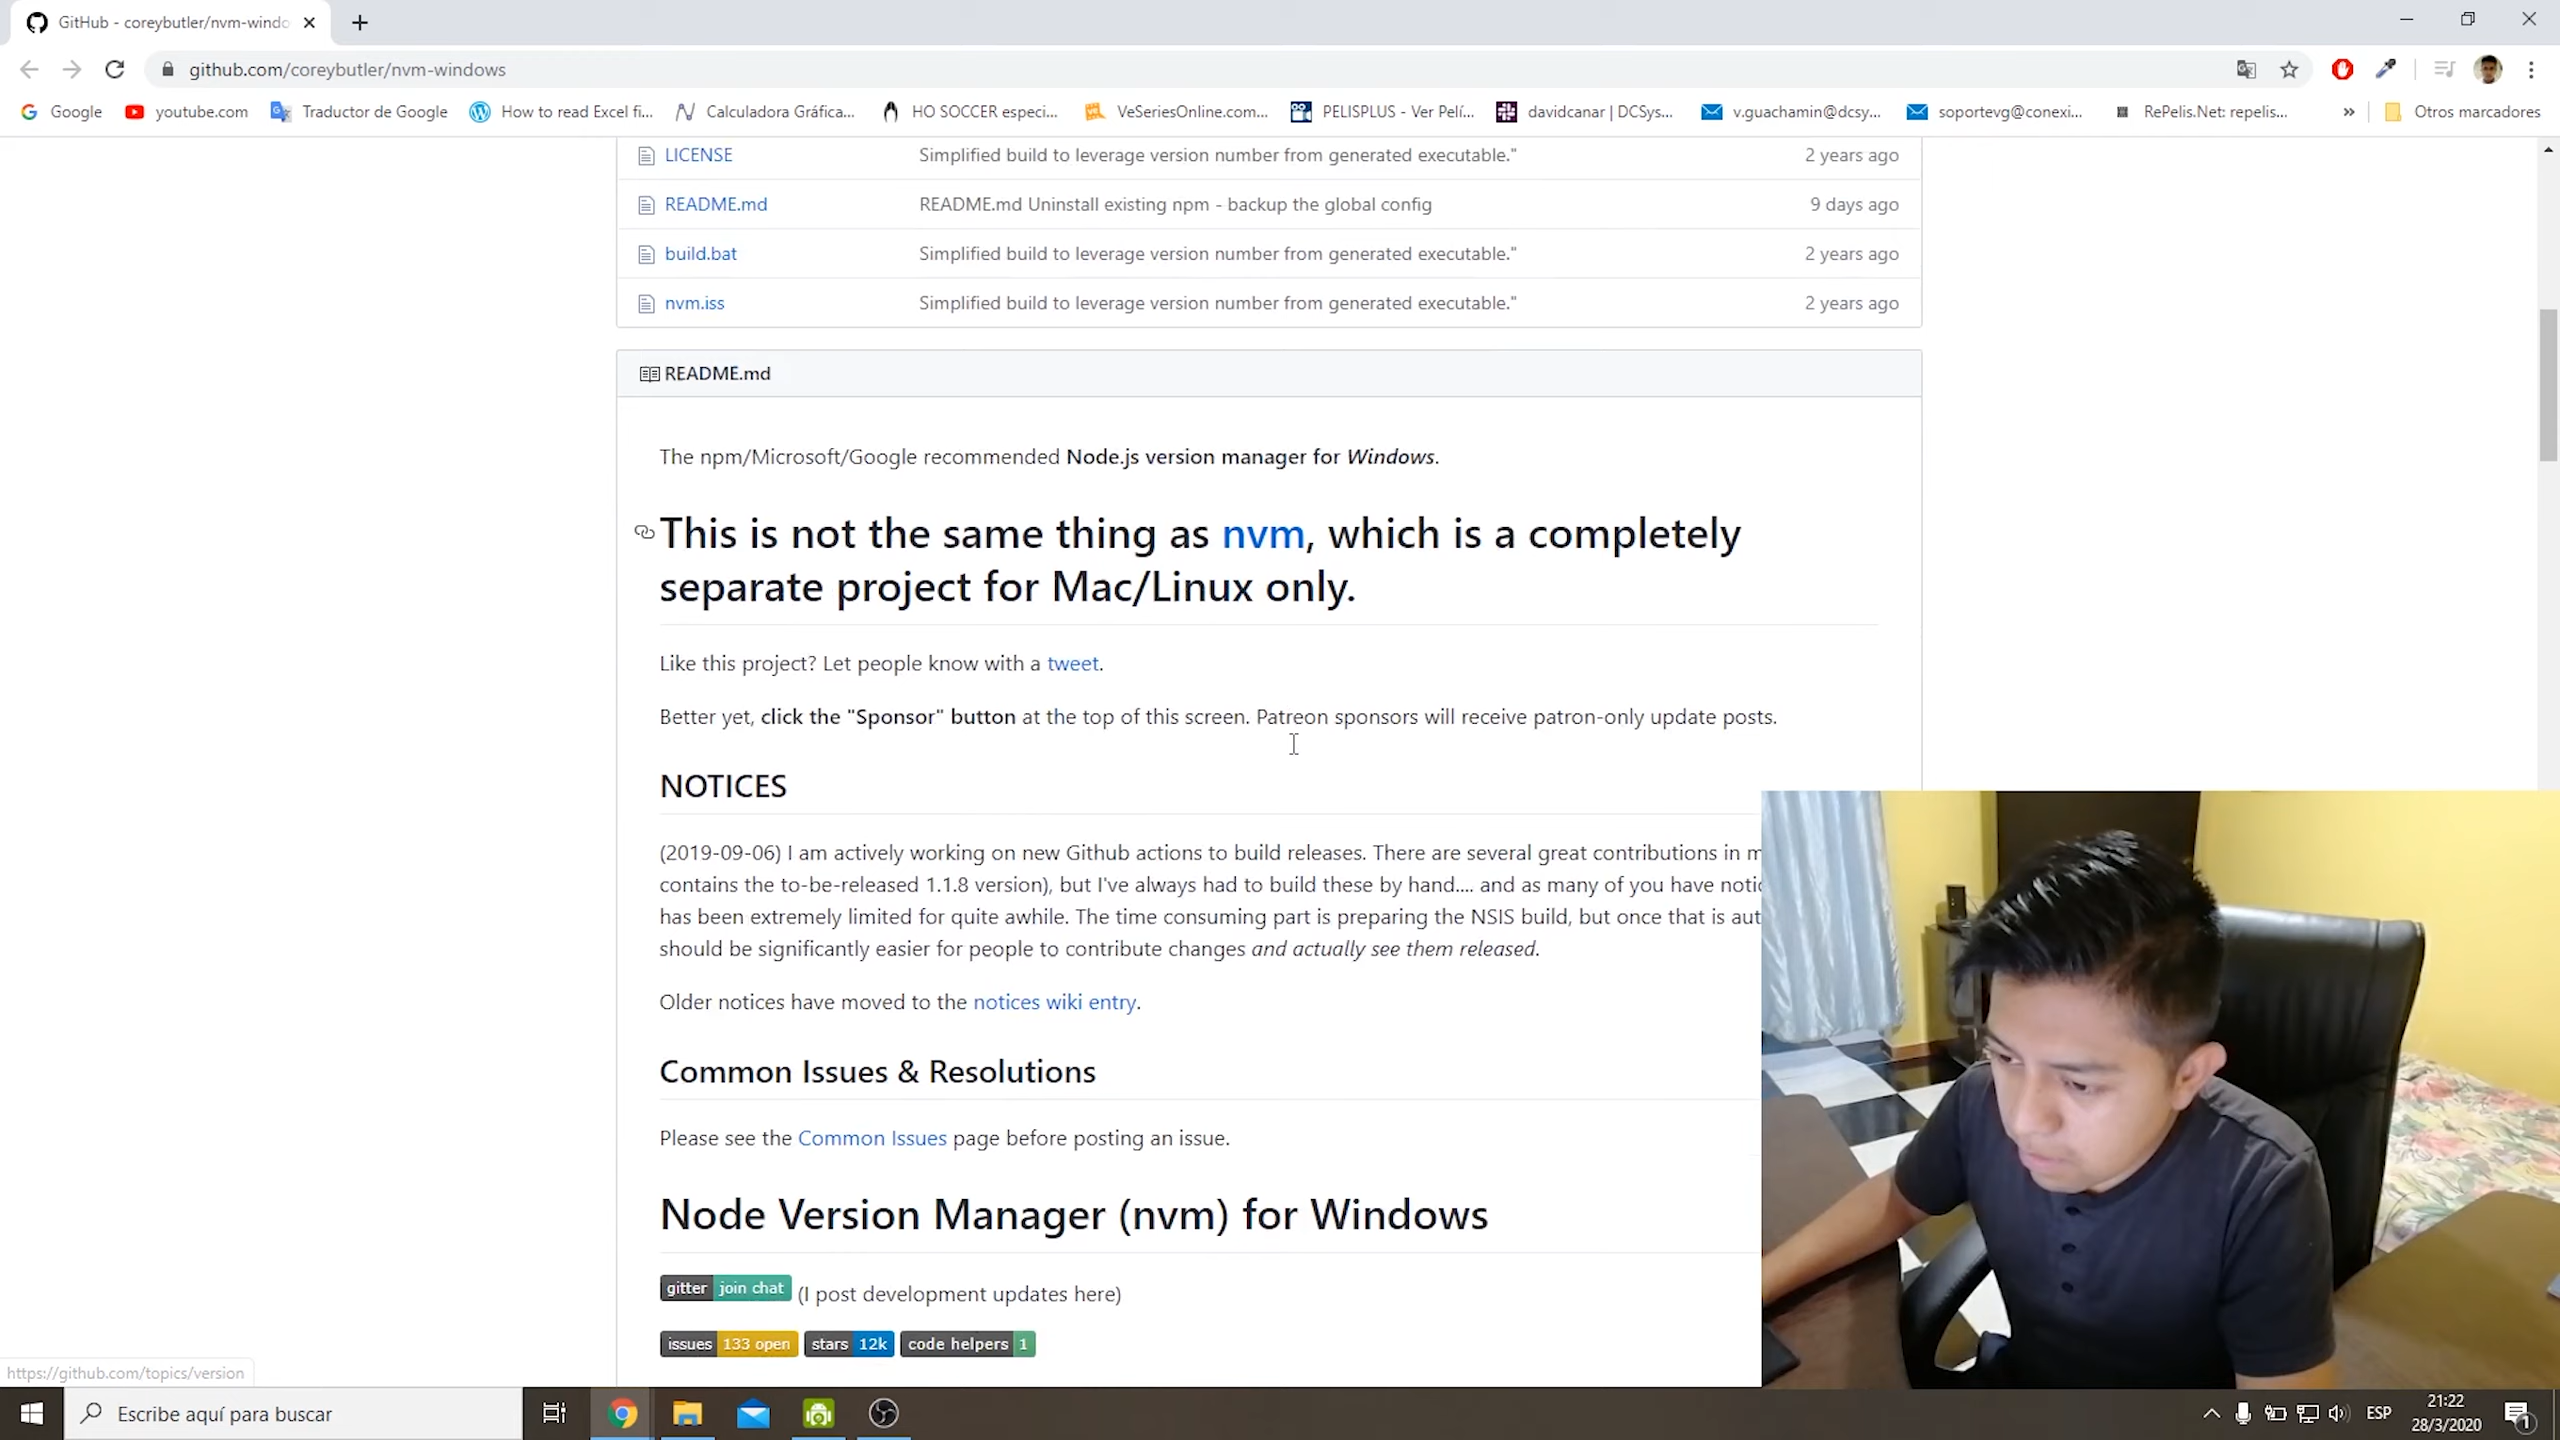 GitHub - coreybutler/nvm-windo
github.com/coreybutler/nvm-windows
Google youtube.com Traductor de Google How to read Excel fi... Calculadora Gráfica... HO SOCCER especi... VeSeriesOnline.com... PELISPLUS - Ver Pelí... davidcanar | DCSys... v.guachamin@dcsy... soportevg@conexi... RePelis.Net: repelis... » Otros marcadores
LICENSE Simplified build to leverage version number from generated executable." 2 years ago
README.md README.md Uninstall existing npm - backup the global config 9 days ago
build.bat Simplified build to leverage version number from generated executable." 2 years ago
nvm.iss Simplified build to leverage version number from generated executable." 2 years ago
README.md
The npm/Microsoft/Google recommended Node.js version manager for Windows.
This is not the same thing as nvm, which is a completely
separate project for Mac/Linux only.
Like this project? Let people know with a tweet.
Better yet, click the "Sponsor" button at the top of this screen. Patreon sponsors will receive patron-only update posts.
NOTICES
(2019-09-06) I am actively working on new Github actions to build releases. There are several great contributions in m
contains the to-be-released 1.1.8 version), but I've always had to build these by hand.... and as many of you have notic
has been extremely limited for quite awhile. The time consuming part is preparing the NSIS build, but once that is aut
should be significantly easier for people to contribute changes and actually see them released.
Older notices have moved to the notices wiki entry.
Common Issues & Resolutions
Please see the Common Issues page before posting an issue.
Node Version Manager (nvm) for Windows
gitter join chat (I post development updates here)
issues 133 open stars 12k code helpers 1
https://github.com/topics/version
Escribe aquí para buscar
ESP
21:22
28/3/2020
1